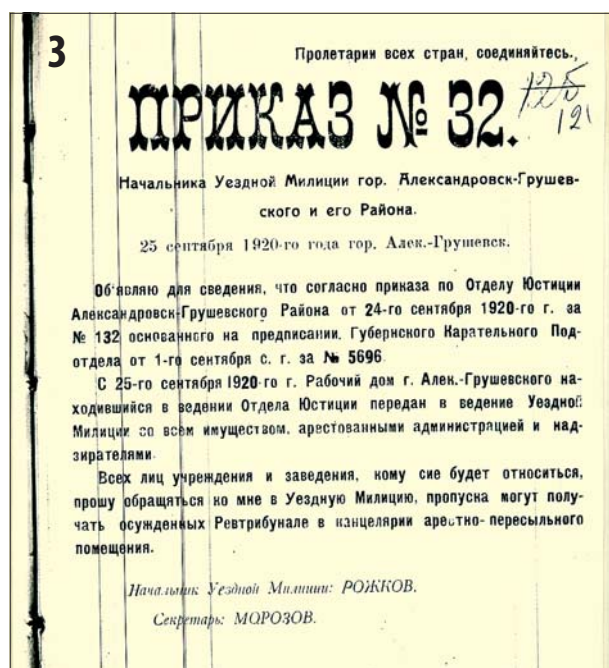 3
Пролетарии всех стран, соединяйтесь.,
ПРИКАЗ № 32.
125
121
Начальника Уездной Милиции гор. Александровск-Грушев-
ского и его Района.
25 сентября 1920-го года гор. Алек.-Грушевск.
Об'являю для сведения, что согласно приказа по Отделу Юстиции
Александровск-Грушевского Района от 24-го сентября 1920-го г. за
№ 132 основанного на предписании. Губернского Карательного Под-
отдела от 1-го сентября с. г. за № 5696
С 25-го сентября 1920-го г. Рабочий дом г. Алек.-Грушевского на-
ходившийся в ведении Отдела Юстиции передан в ведение Уездной
Милиции со всем имуществом, арестованными администрацией и над-
зирателями.
Всех лиц учреждения и заведения, кому сие будет относиться,
прошу обращаться ко мне в Уездную Милицию, пропуска могут полу-
чать осужденных Ревтрибунале в канцелярии арестно-пересыльного
помещения.
Начальник Уездной Милиции: РОЖКОВ.
Секретарь: МОРОЗОВ.